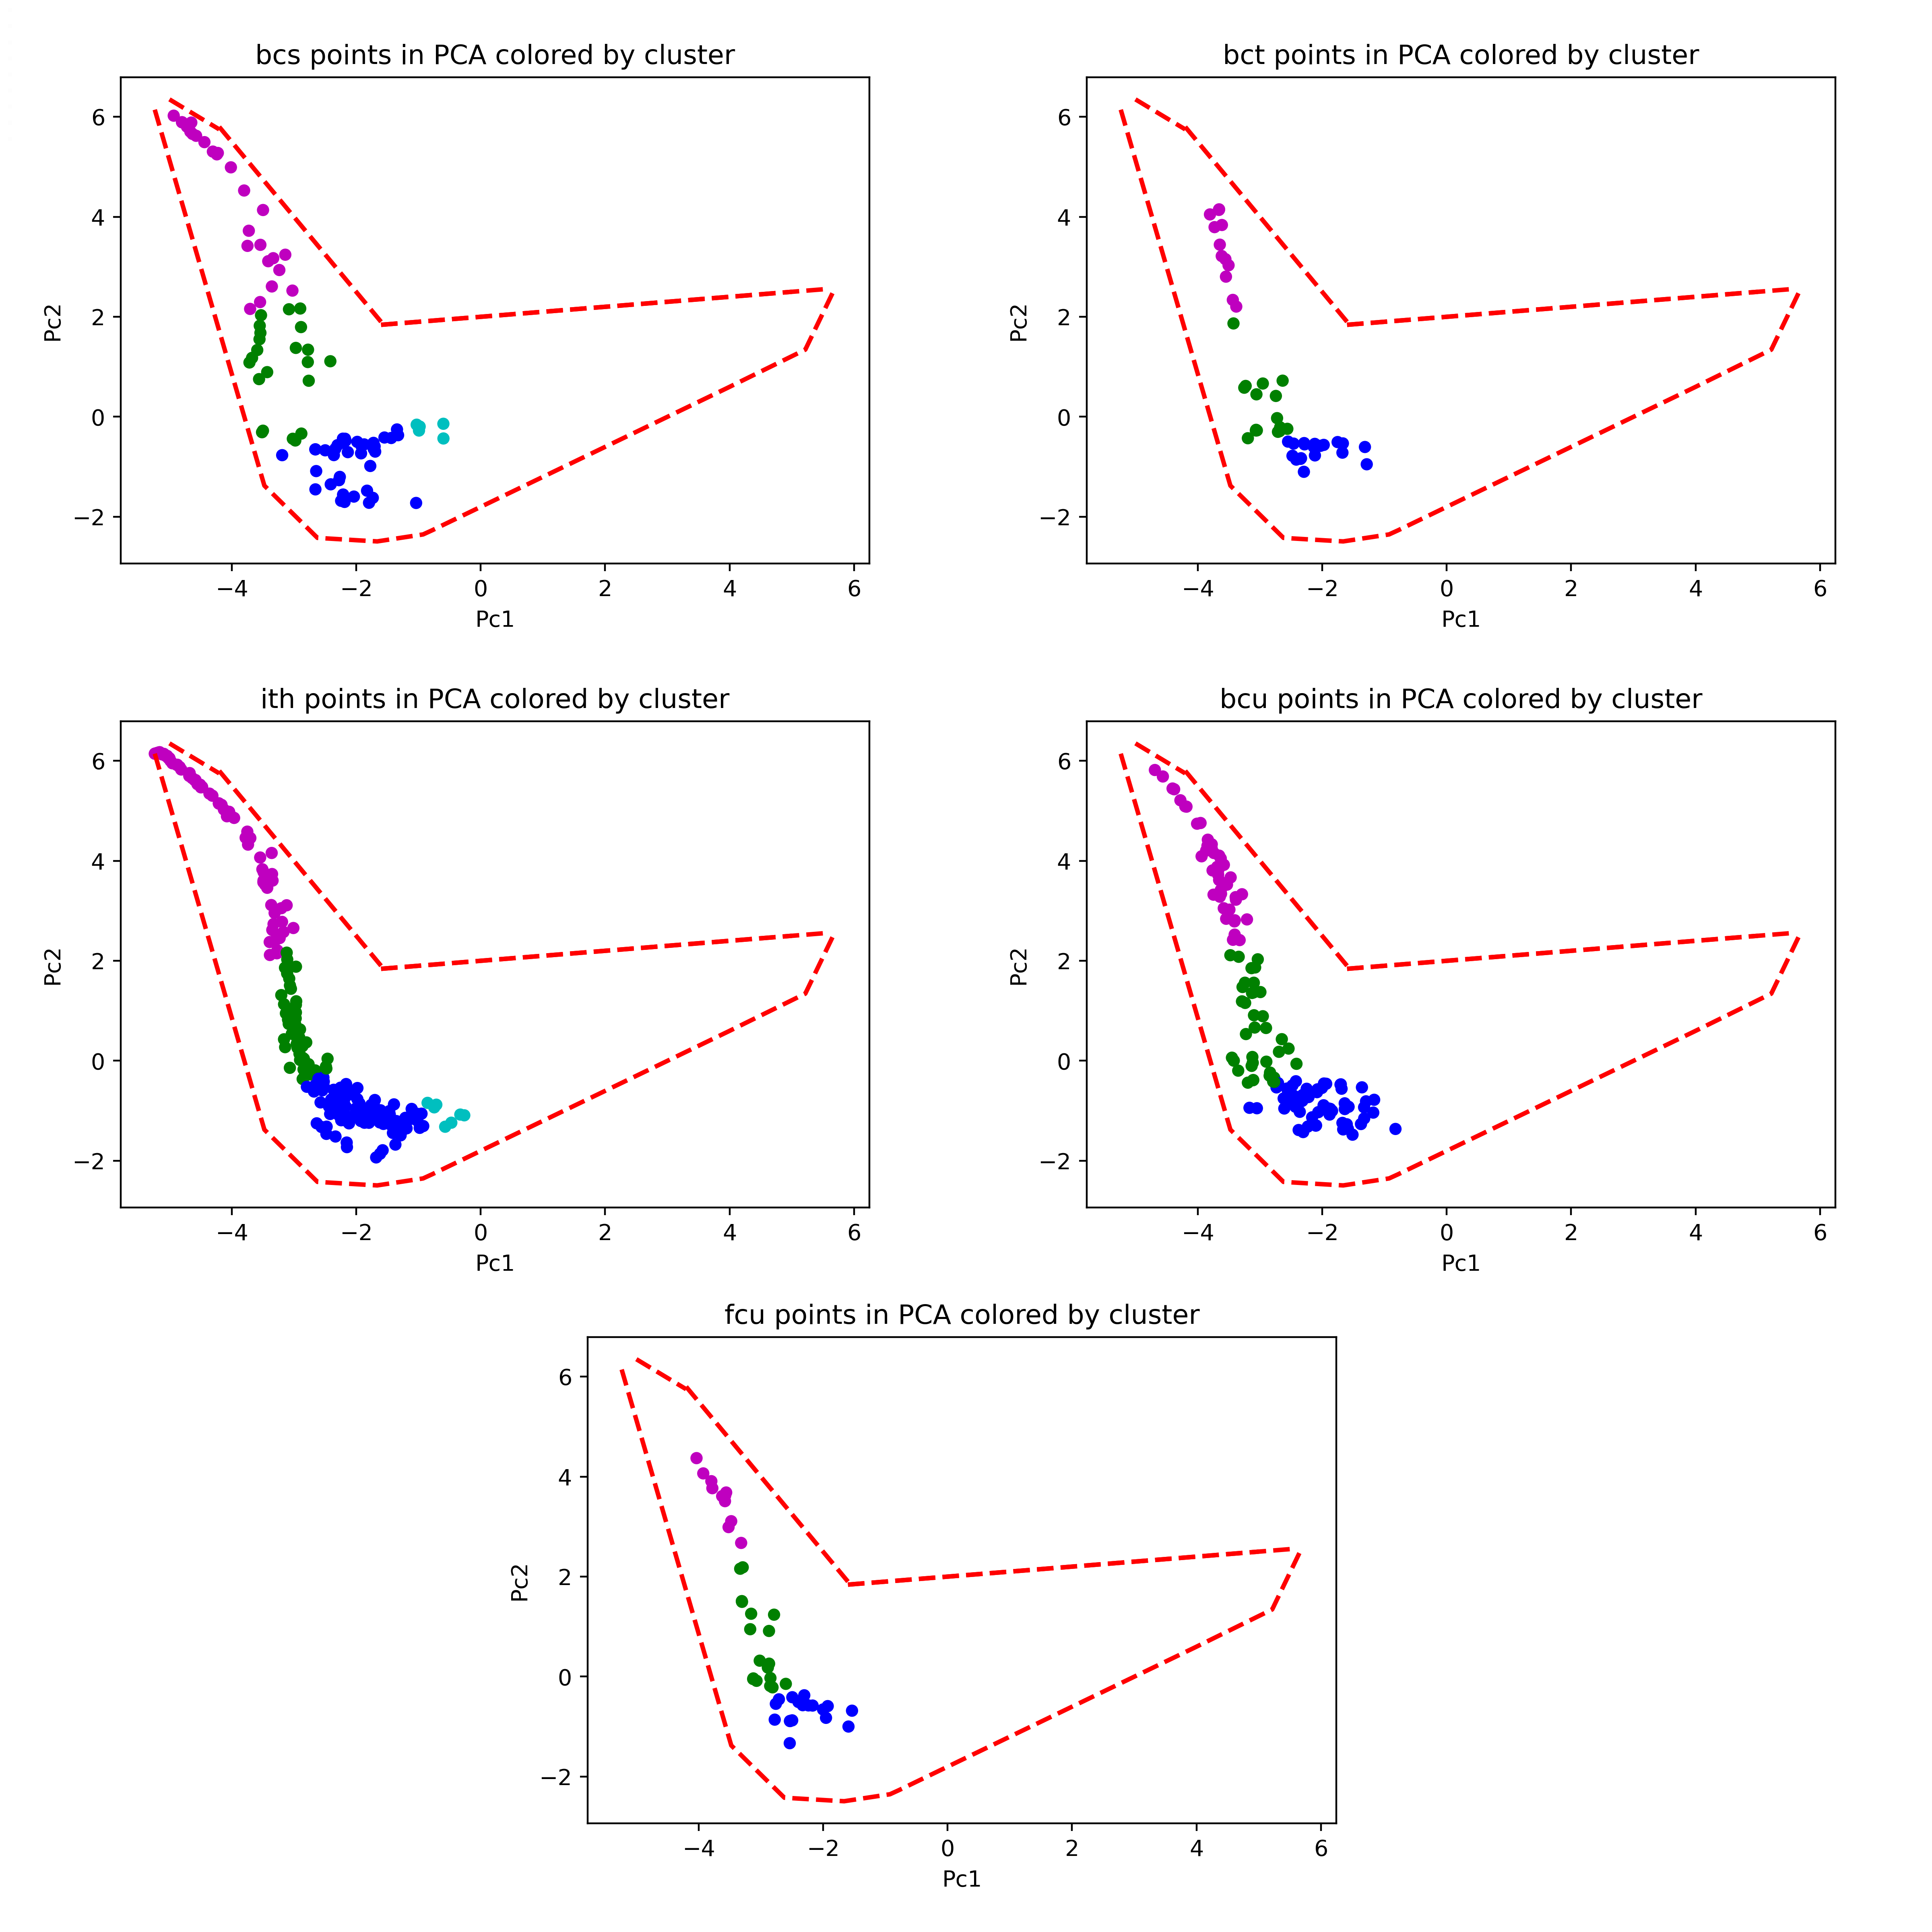 bcs points in PCA colored by cluster
6
4
2
0
−2
Pc2
−4 −2 0 2 4 6
Pc1
bct points in PCA colored by cluster
6
4
2
0
−2
Pc2
−4 −2 0 2 4 6
Pc1
ith points in PCA colored by cluster
6
4
2
0
−2
Pc2
−4 −2 0 2 4 6
Pc1
bcu points in PCA colored by cluster
6
4
2
0
−2
Pc2
−4 −2 0 2 4 6
Pc1
fcu points in PCA colored by cluster
6
4
2
0
−2
Pc2
−4 −2 0 2 4 6
Pc1